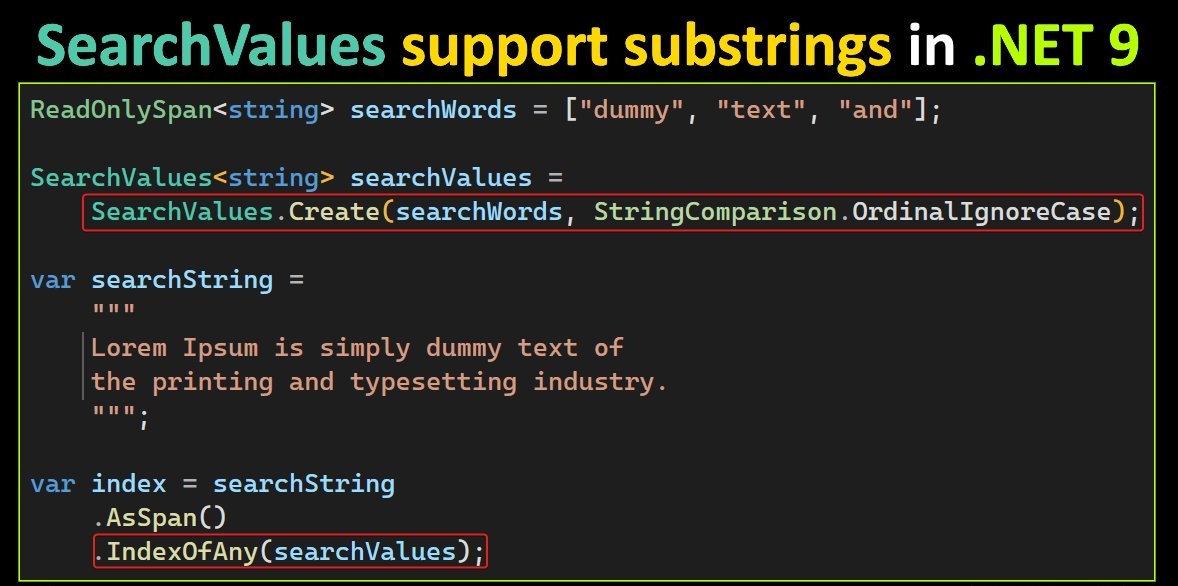 SearchValues support substrings in .NET 9
ReadOnlySpan<string> searchWords = ["dummy", "text", "and"];
SearchValues<string> searchValues =
SearchValues.Create(searchWords, StringComparison.OrdinalIgnoreCase);
var searchString =
"""
Lorem Ipsum is simply dummy text of
the printing and typesetting industry.
""";
var index = searchString
.AsSpan()
.IndexOfAny(searchValues);